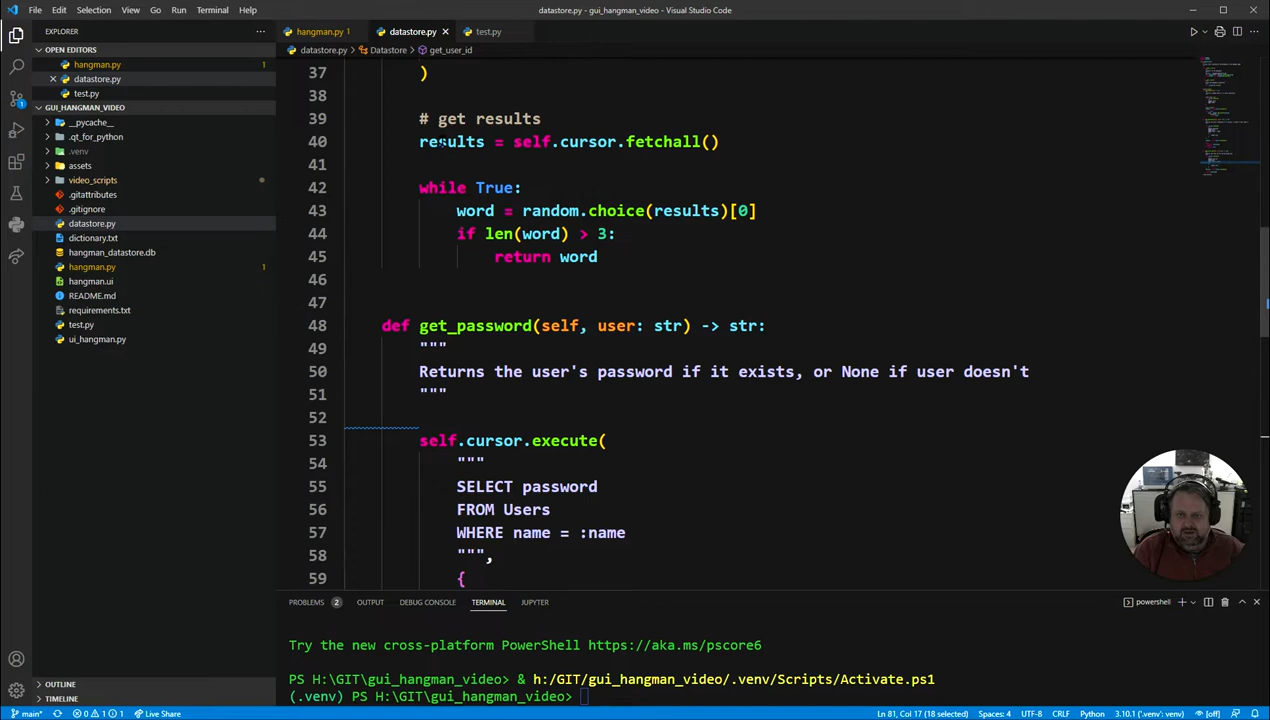 File Edit Selection View Go Run Terminal Help
datastore.py - gui_hangman_video - Visual Studio Code
EXPLORER
OPEN EDITORS
hangman.py 1
datastore.py
test.py
GUI_HANGMAN_VIDEO
__pycache__
.qt_for_python
.venv
assets
video_scripts
.gitattributes
.gitignore
datastore.py
dictionary.txt
hangman_datastore.db
hangman.py 1
hangman.ui
README.md
requirements.txt
test.py
ui_hangman.py
OUTLINE
TIMELINE
hangman.py 1 datastore.py test.py
datastore.py > Datastore > get_user_id
37 )
38
39 # get results
40 results = self.cursor.fetchall()
41
42 while True:
43 word = random.choice(results)[0]
44 if len(word) > 3:
45 return word
46
47
48 def get_password(self, user: str) -> str:
49 """
50 Returns the user's password if it exists, or None if user doesn't
51 """
52
53 self.cursor.execute(
54 """
55 SELECT password
56 FROM Users
57 WHERE name = :name
58 """,
59 {
PROBLEMS 2 OUTPUT DEBUG CONSOLE TERMINAL JUPYTER
powershell
Try the new cross-platform PowerShell https://aka.ms/pscore6
PS H:\GIT\gui_hangman_video> & h:/GIT/gui_hangman_video/.venv/Scripts/Activate.ps1
(.venv) PS H:\GIT\gui_hangman_video>
main* 0 1 1 Live Share
Ln 81, Col 17 (18 selected) Spaces: 4 UTF-8 CRLF Python 3.10.1 ('.venv': venv) [off]